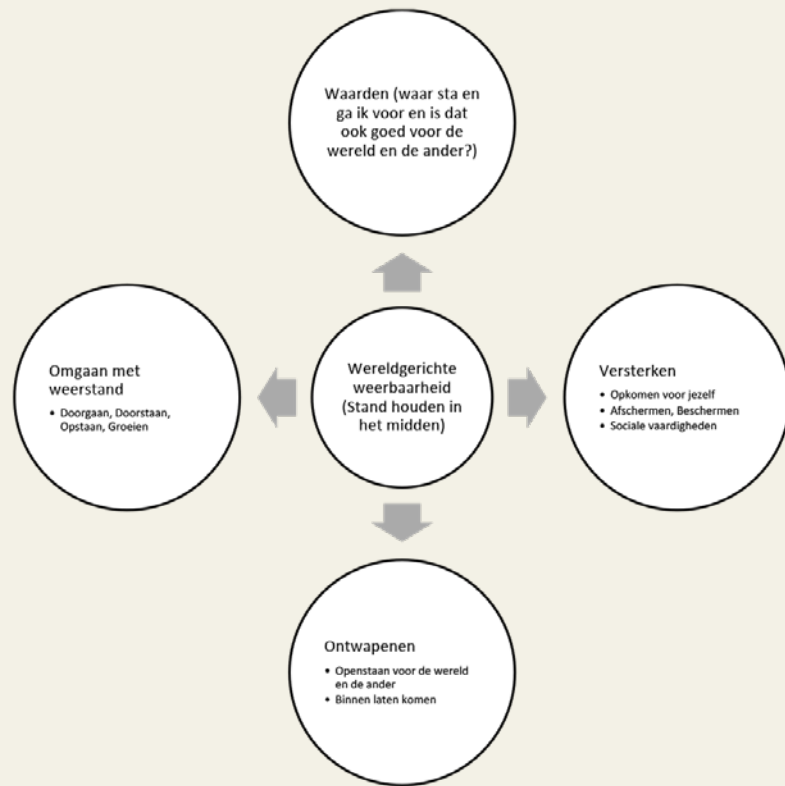 Waarden (waar sta en
ga ik voor en is dat
ook goed voor de
wereld en de ander?)
Omgaan met
weerstand
• Doorgaan, Doorstaan,
Opstaan, Groeien
Wereldgerichte
weerbaarheid
(Stand houden in
het midden)
Versterken
• Opkomen voor jezelf
• Afschermen, Beschermen
• Sociale vaardigheden
Ontwapenen
• Openstaan voor de wereld
en de ander
• Binnen laten komen